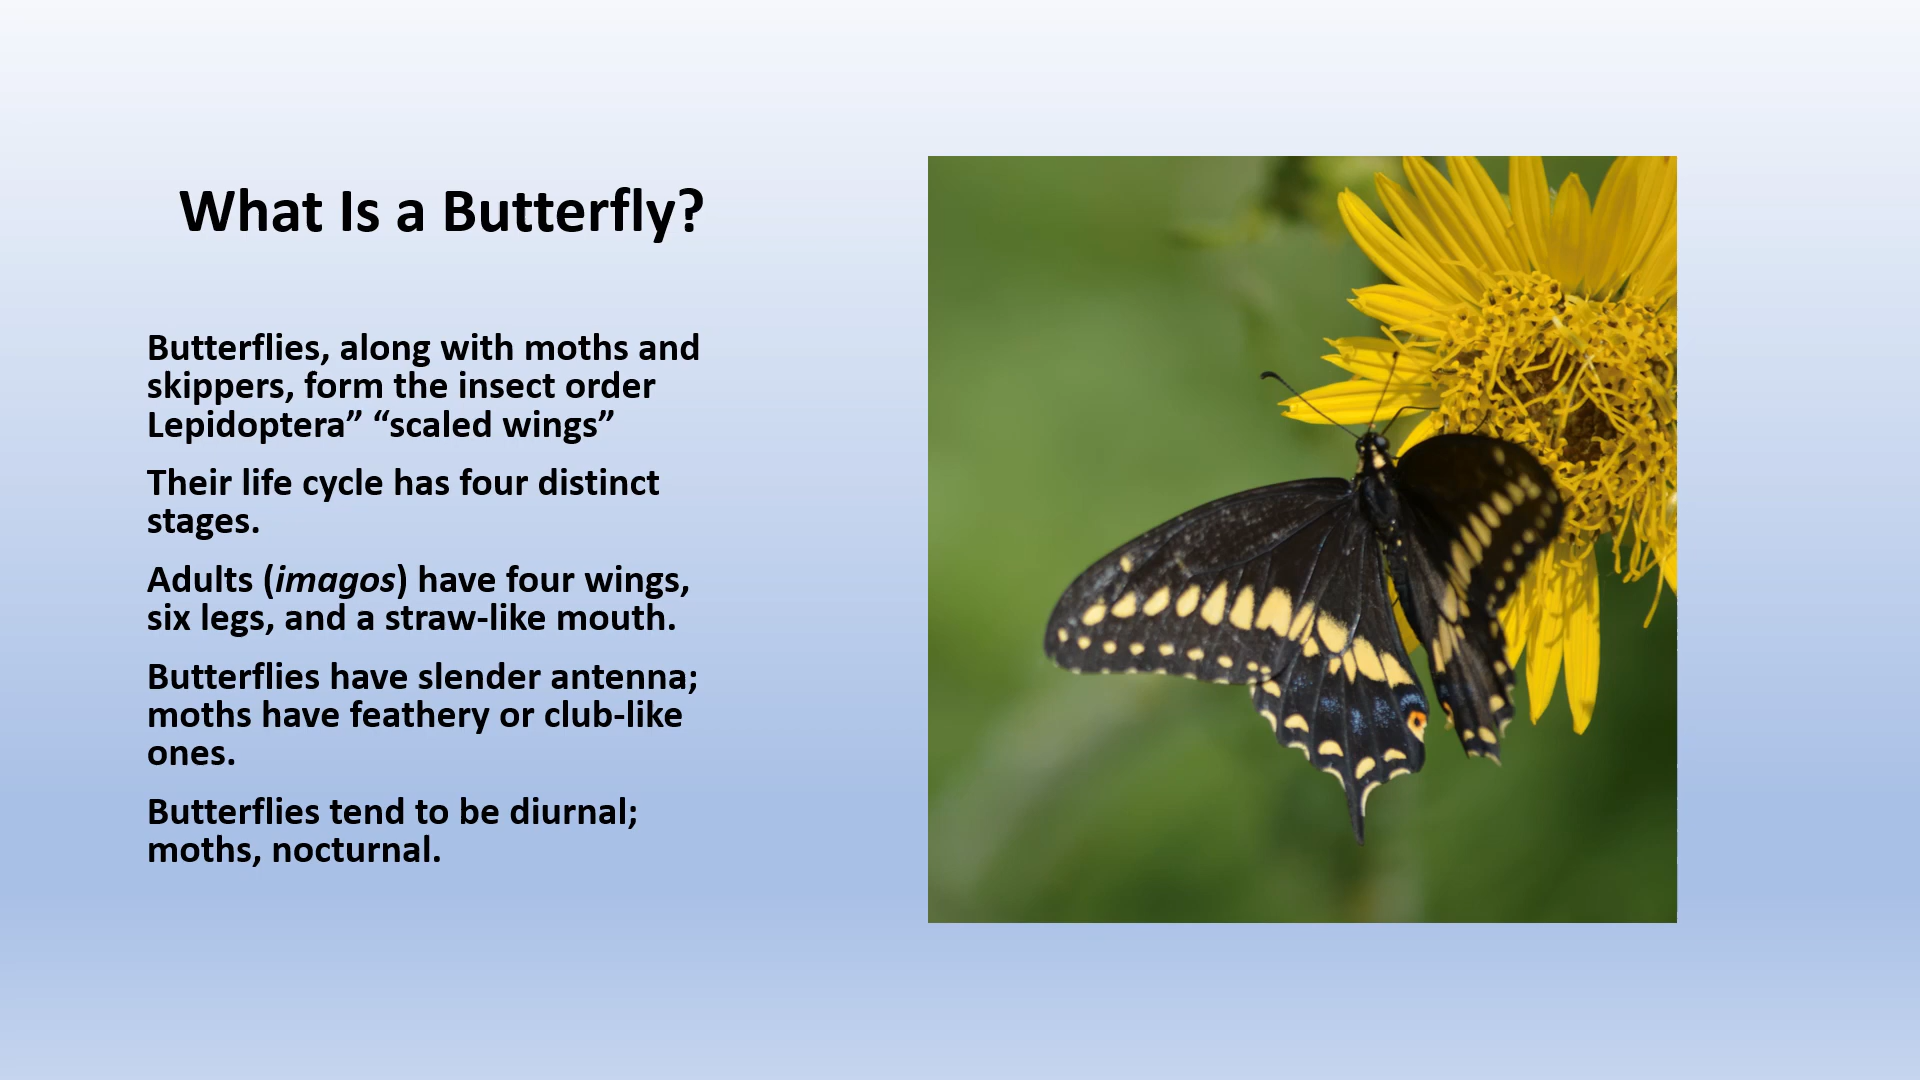 What Is a Butterfly?
Butterflies, along with moths and
skippers, form the insect order
Lepidoptera” “scaled wings”
Their life cycle has four distinct
stages.
Adults (imagos) have four wings,
six legs, and a straw-like mouth.
Butterflies have slender antenna;
moths have feathery or club-like
ones.
Butterflies tend to be diurnal;
moths, nocturnal.